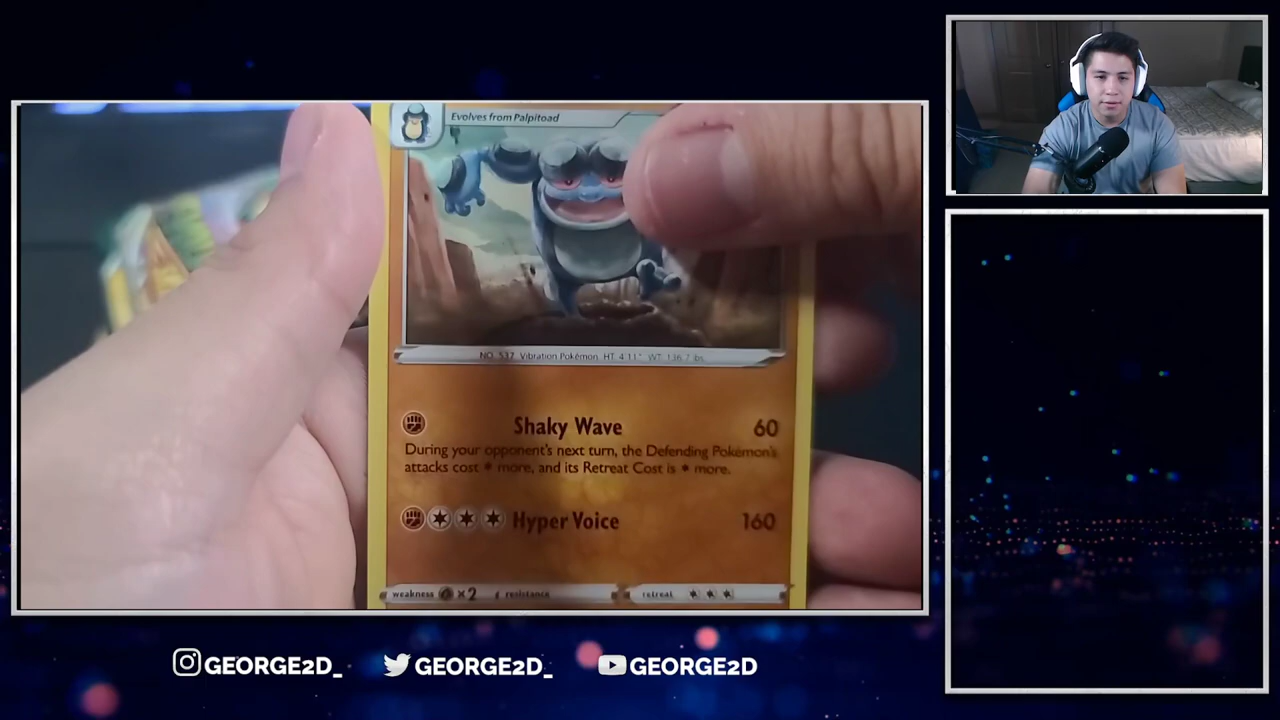 Evolves from Palpitoad
NO. 537 Vibration Pokémon HT 4'11" WT 136.7 lbs.
Shaky Wave 60
During your opponent's next turn, the Defending Pokémon's
attacks cost more, and its Retreat Cost is more.
Hyper Voice 160
weakness ×2 resistance retreat
GEORGE2D_ GEORGE2D_ GEORGE2D